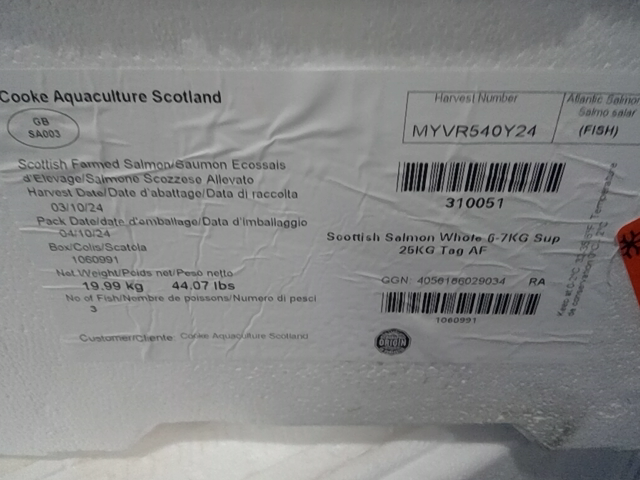 Cooke Aquaculture Scotland
GB
SA003
Harvest Number
MYVR540Y24
Atlantic Salmon
Salmo salar
(FISH)
Scottish Farmed Salmon/Saumon Ecossais
d'Elevage/Salmone Scozzese Allevato
Harvest Date/Date d'abattage/Data di raccolta
03/10/24
Pack Date/date d'emballage/Data d'imballaggio
04/10/24
Box/Colis/Scatola
1060991
Net Weight/Poids net/Peso netto
19.99 kg 44.07 lbs
No of Fish/Nombre de poissons/Numero di pesci
3
Customer/Cliente: Cooke Aquaculture Scotland
310051
Scottish Salmon Whole 6-7KG Sup
25KG Tag AF
GGN: 4056186029034 RA
1060991
ORIGIN